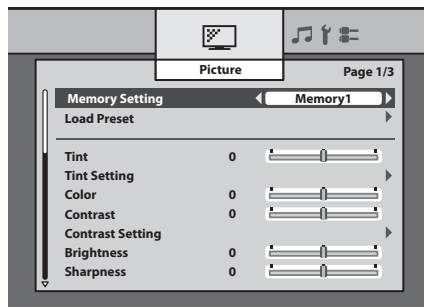 Picture
Page 1/3
Memory Setting Memory1
Load Preset
Tint 0
Tint Setting
Color 0
Contrast 0
Contrast Setting
Brightness 0
Sharpness 0